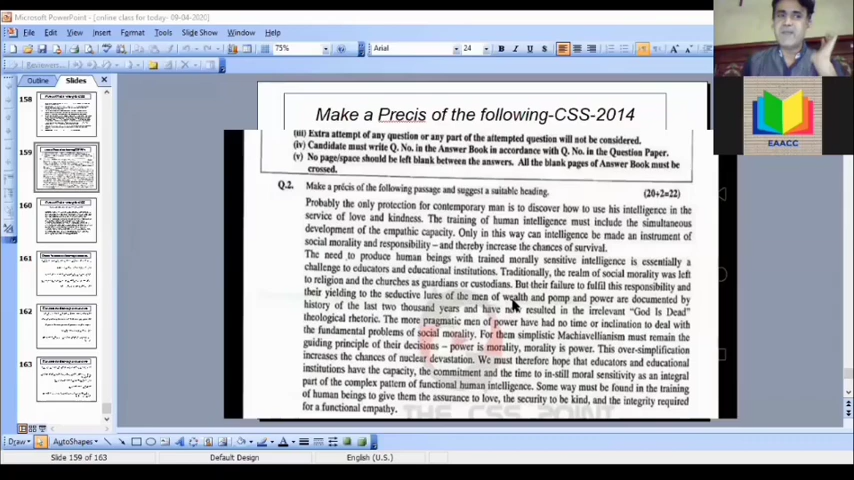 Microsoft PowerPoint - [online class for today- 09-04-2020]
File Edit View Insert Format Tools Slide Show Window
75% Arial 24 B I U S
Outline Slides
Make a Precis of the following-CSS-2014
(iii) Extra attempt of any question or any part of the attempted question will not be considered.
(iv) Candidate must write Q. No. in the Answer Book in accordance with Q. No. in the Question Paper.
(v) No page/space should be left blank between the answers. All the blank pages of Answer Book must be
crossed.
Q.2. Make a précis of the following passage and suggest a suitable heading. (20+2=22)
Probably the only protection for contemporary man is to discover how to use his intelligence in the
service of love and kindness. The training of human intelligence must include the simultaneous
development of the empathic capacity. Only in this way can intelligence be made an instrument of
social morality and responsibility – and thereby increase the chances of survival.
The need to produce human beings with trained morally sensitive intelligence is essentially a
challenge to educators and educational institutions. Traditionally, the realm of social morality was left
to religion and the churches as guardians or custodians. But their failure to fulfil this responsibility and
their yielding to the seductive lures of the men of wealth and pomp and power are documented by
history of the last two thousand years and have now resulted in the irrelevant "God Is Dead"
theological rhetoric. The more pragmatic men of power have had no time or inclination to deal with
the fundamental problems of social morality. For them simplistic Machiavellianism must remain the
guiding principle of their decisions – power is morality, morality is power. This over-simplification
increases the chances of nuclear devastation. We must therefore hope that educators and educational
institutions have the capacity, the commitment and the time to in-still moral sensitivity as an integral
part of the complex pattern of functional human intelligence. Some way must be found in the training
of human beings to give them the assurance to love, the security to be kind, and the integrity required
for a functional empathy.
THE CSS POINT
158
159
160
161
162
163
EAACC
Draw AutoShapes
Slide 159 of 163 Default Design English (U.S.)